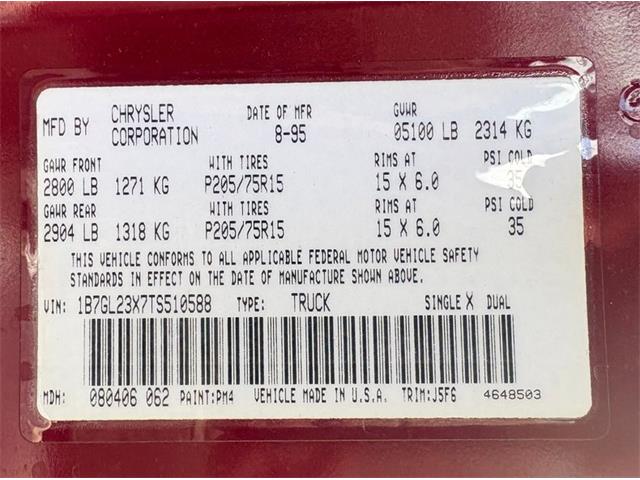 MFD BY CHRYSLER CORPORATION DATE OF MFR 8-95 GVWR 05100 LB 2314 KG
GAWR FRONT WITH TIRES RIMS AT PSI COLD
2800 LB 1271 KG P205/75R15 15 X 6.0 35
GAWR REAR WITH TIRES RIMS AT PSI COLD
2904 LB 1318 KG P205/75R15 15 X 6.0 35
THIS VEHICLE CONFORMS TO ALL APPLICABLE FEDERAL MOTOR VEHICLE SAFETY
STANDARDS IN EFFECT ON THE DATE OF MANUFACTURE SHOWN ABOVE.
VIN: 1B7GL23X7TS510588 TYPE: TRUCK SINGLE X DUAL
MDH: 080406 062 PAINT:PM4 VEHICLE MADE IN U.S.A. TRIM:J5F6 4648503